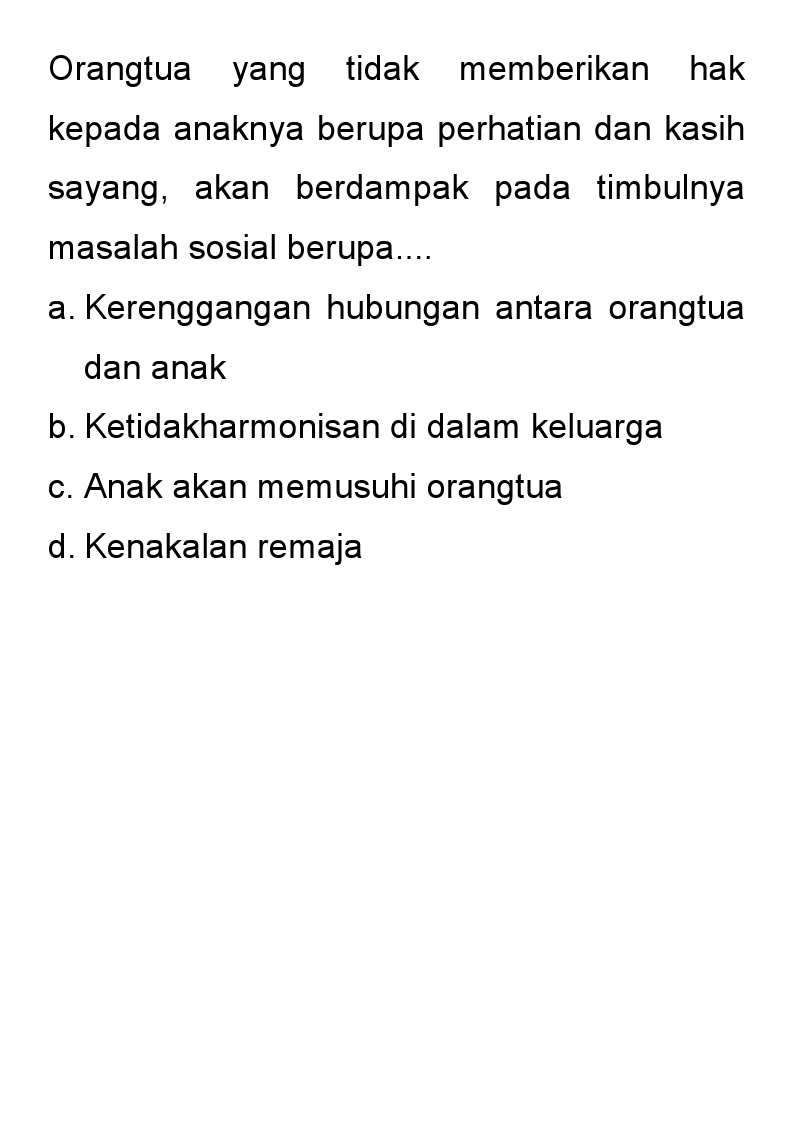 Orangtua yang tidak memberikan hak
kepada anaknya berupa perhatian dan kasih
sayang, akan berdampak pada timbulnya
masalah sosial berupa....
a. Kerenggangan hubungan antara orangtua
dan anak
b. Ketidakharmonisan di dalam keluarga
c. Anak akan memusuhi orangtua
d. Kenakalan remaja